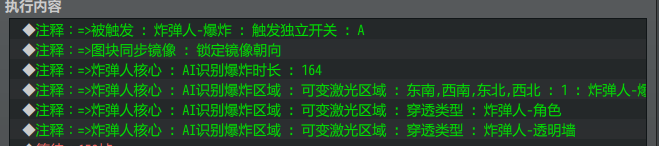 执行内容
◆注释：=>被触发 : 炸弹人-爆炸 : 触发独立开关 : A
◆注释：=>图块同步镜像 : 锁定镜像朝向
◆注释：=>炸弹人核心 : AI识别爆炸时长 : 164
◆注释：=>炸弹人核心 : AI识别爆炸区域 : 可变激光区域 : 东南,西南,东北,西北 : 1 : 炸弹人-爆
◆注释：=>炸弹人核心 : AI识别爆炸区域 : 可变激光区域 : 穿透类型 : 炸弹人-角色
◆注释：=>炸弹人核心 : AI识别爆炸区域 : 可变激光区域 : 穿透类型 : 炸弹人-透明墙